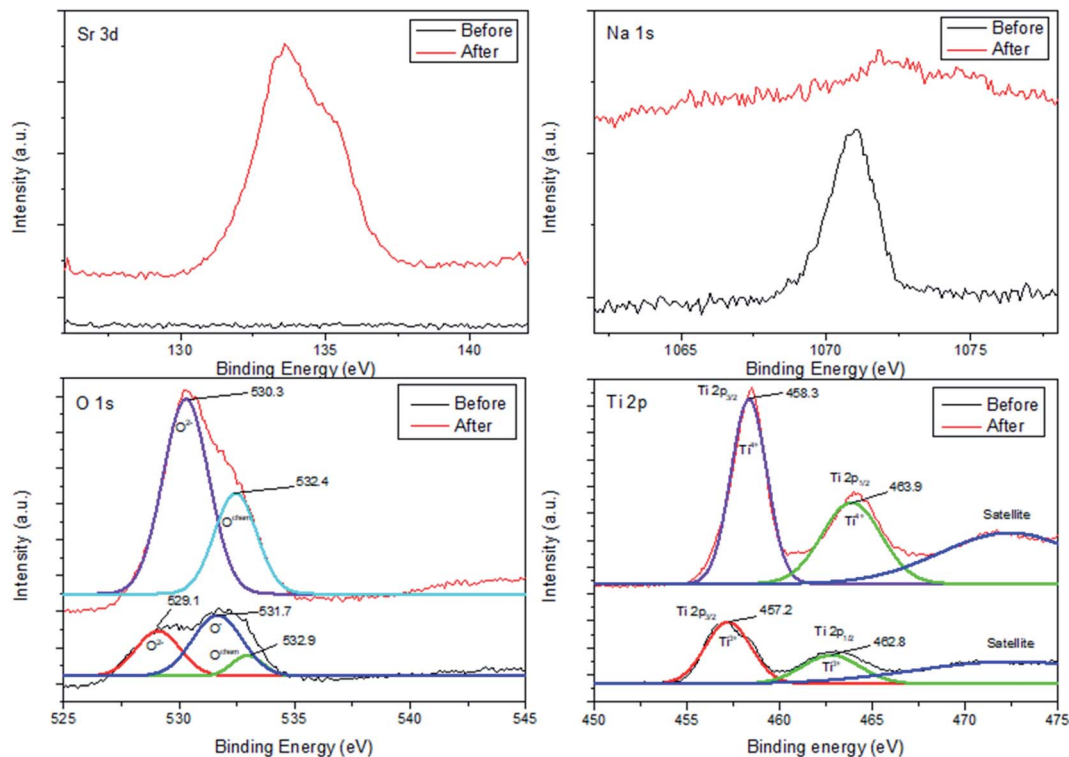 Sr 3d
Before
After
Intensity (a.u.)
130
135
140
Binding Energy (eV)
Na 1s
Before
After
Intensity (a.u.)
1065
1070
1075
Binding Energy (eV)
O 1s
Before
After
530.3
O²⁻
532.4
Oᶜʰᵉᵐ
529.1
531.7
O⁻
532.9
O²⁻
Oᶜʰᵉᵐ
Intensity (a.u.)
525
530
535
540
545
Binding Energy (eV)
Ti 2p
Before
After
Ti 2p₃/₂
458.3
Ti⁴⁺
Ti 2p₁/₂
463.9
Ti⁴⁺
Satellite
457.2
Ti 2p₃/₂
Ti³⁺
Ti 2p₁/₂
462.8
Ti³⁺
Satellite
Intensity (a.u.)
450
455
460
465
470
475
Binding energy (eV)